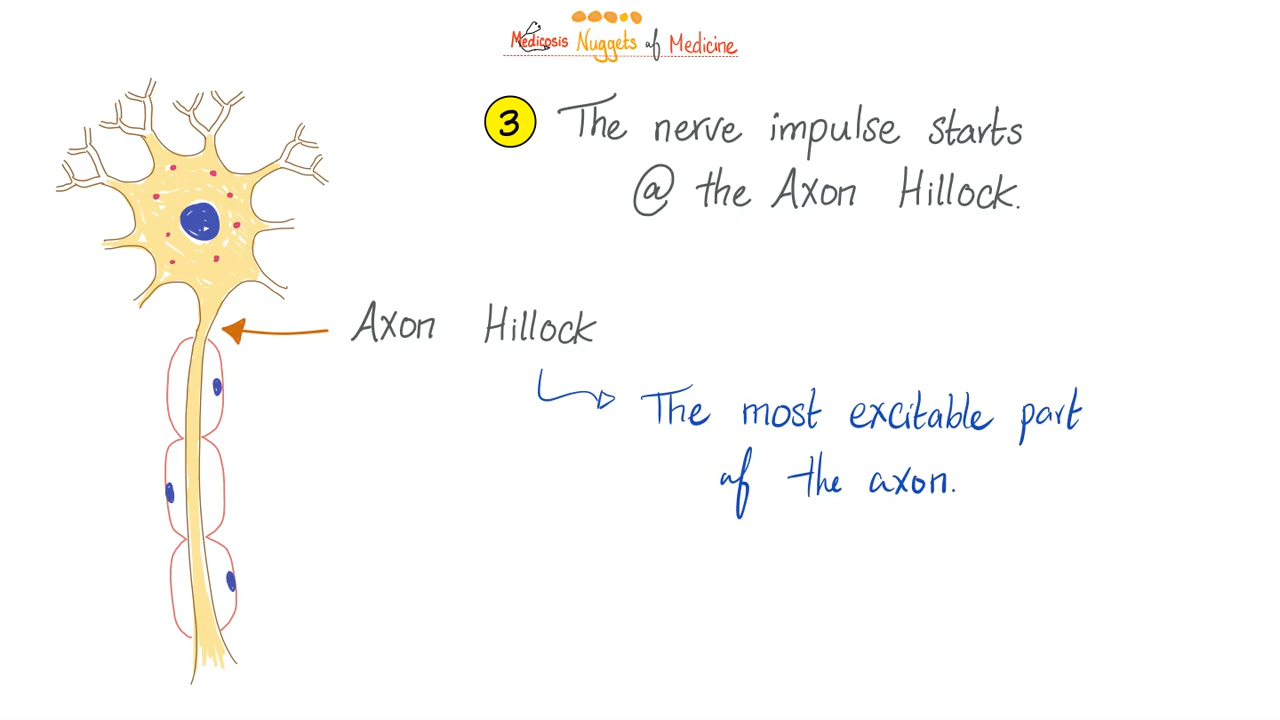 Medicosis Nuggets of Medicine
3 The nerve impulse starts
@ the Axon Hillock.
Axon Hillock
The most excitable part
of the axon.